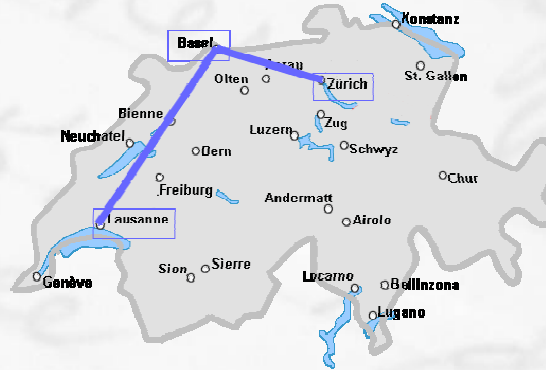 Konstanz
Basel
Aarau
St. Gallen
Olten
Zürich
Bienne
Zug
Luzern
Neuchatel
Schwyz
Bern
Chur
Freiburg
Andermatt
Lausanne
Airolo
Sierre
Sion
Locarno
Genève
Bellinzona
Lugano